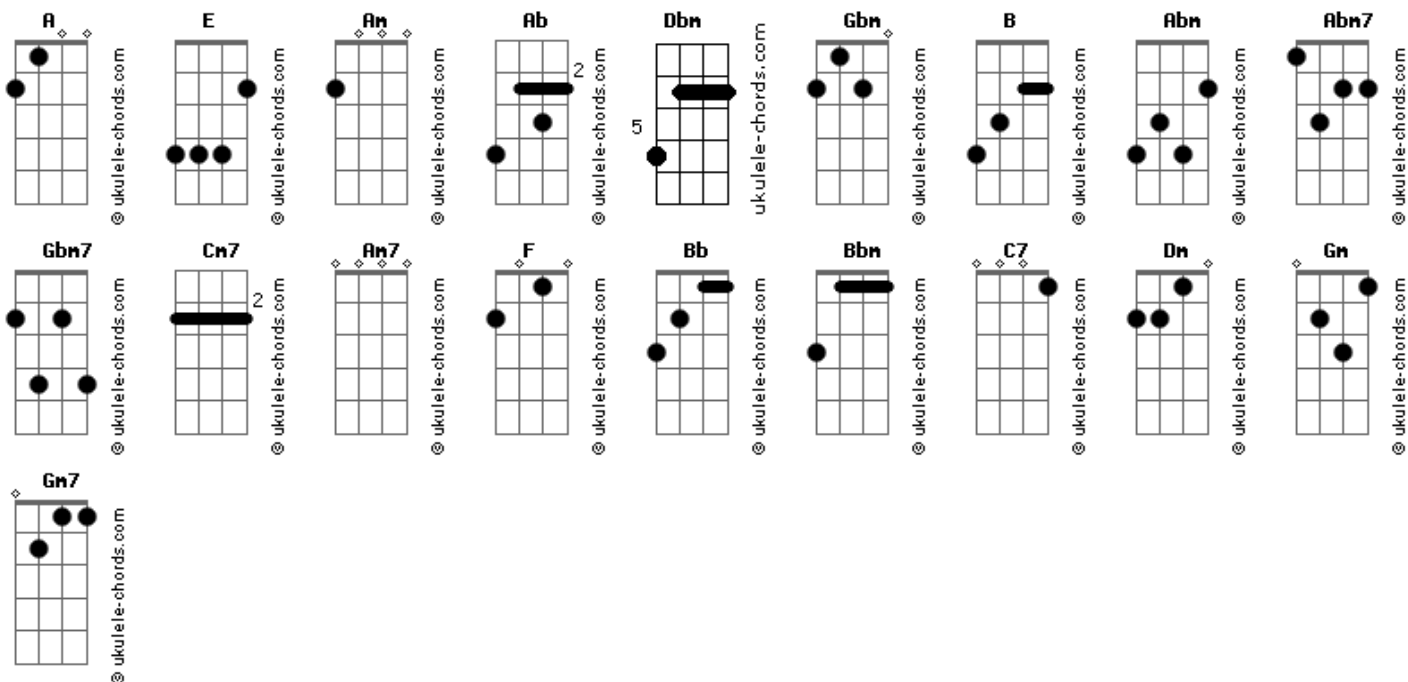 A E Am Ab Dbm Gbm B Abm Abm7
2
5
© ukulele-chords.com © ukulele-chords.com © ukulele-chords.com © ukulele-chords.com ukulele-chords.com © ukulele-chords.com © ukulele-chords.com © ukulele-chords.com © ukulele-chords.com
Gbm7 Cm7 Am7 F Bb Bbm C7 Dm Gm
2
© ukulele-chords.com © ukulele-chords.com © ukulele-chords.com © ukulele-chords.com © ukulele-chords.com © ukulele-chords.com © ukulele-chords.com © ukulele-chords.com © ukulele-chords.com
Gm7
© ukulele-chords.com